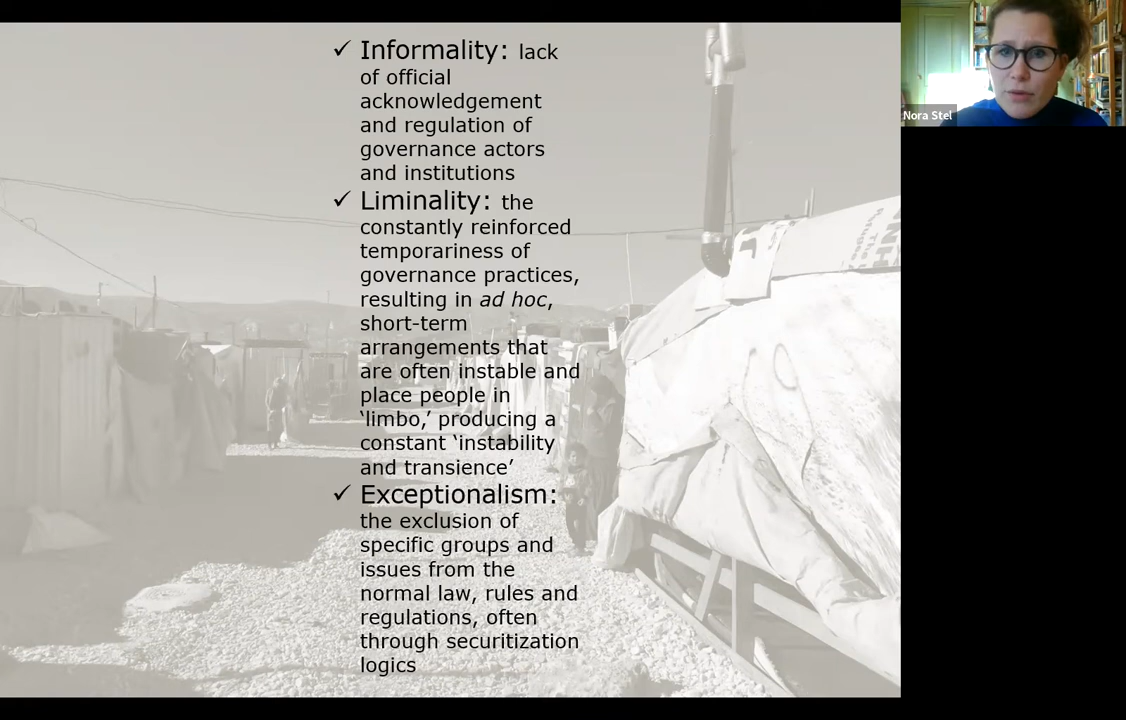 ✓ Informality: lack
of official
acknowledgement
and regulation of
governance actors
and institutions
✓ Liminality: the
constantly reinforced
temporariness of
governance practices,
resulting in ad hoc,
short-term
arrangements that
are often instable and
place people in
‘limbo,’ producing a
constant ‘instability
and transience’
✓ Exceptionalism:
the exclusion of
specific groups and
issues from the
normal law, rules and
regulations, often
through securitization
logics
Nora Stel